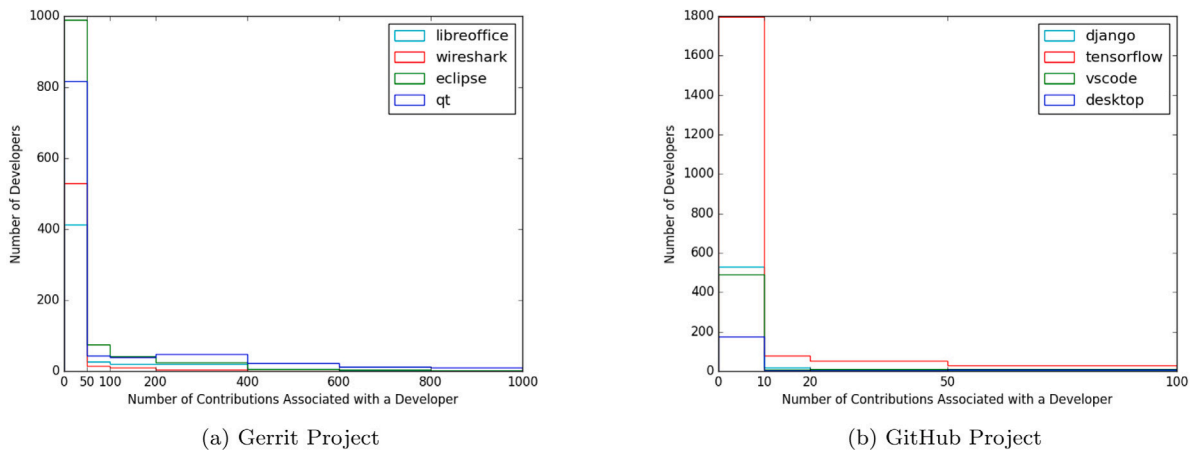 1000
800
600
400
200
0
Number of Developers
libreoffice
wireshark
eclipse
qt
0 50 100 200 400 600 800 1000
Number of Contributions Associated with a Developer
(a) Gerrit Project
1800
1600
1400
1200
1000
800
600
400
200
0
Number of Developers
django
tensorflow
vscode
desktop
0 10 20 50 100
Number of Contributions Associated with a Developer
(b) GitHub Project